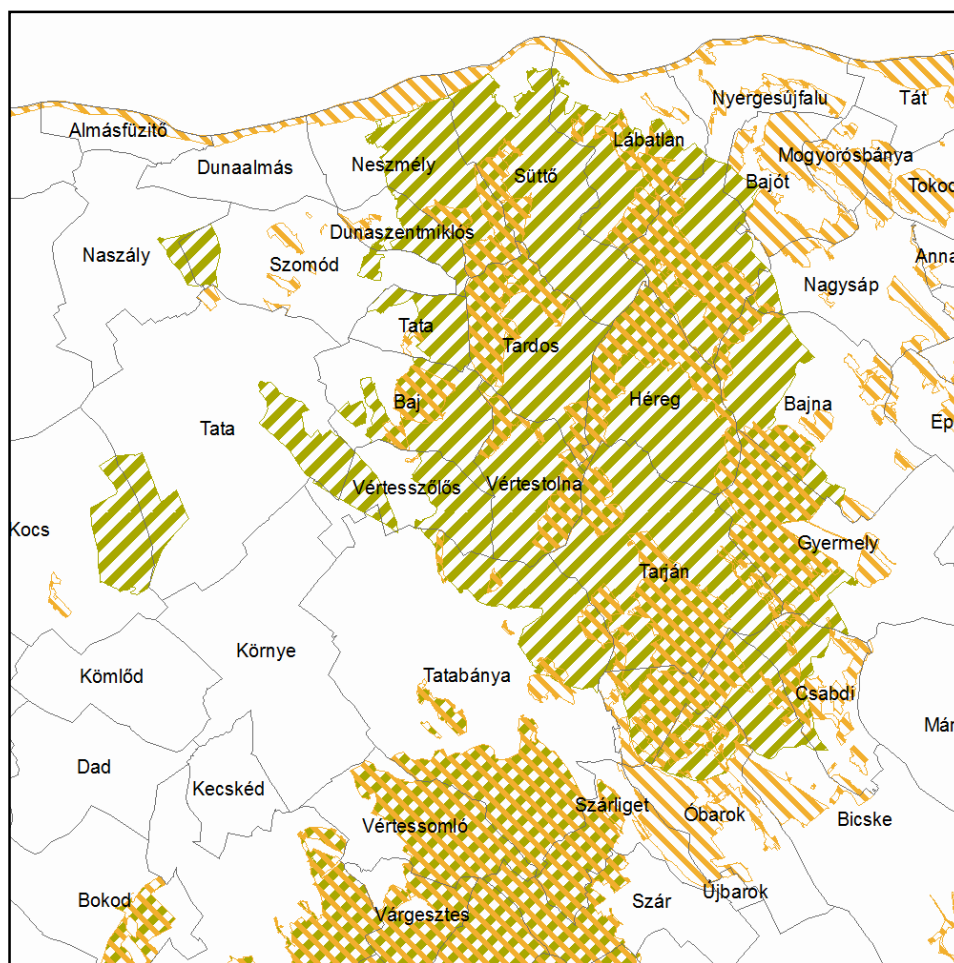 Nyergesújfalu
Tát
Almásfüzitő
Lábatlan
Mogyorósbánya
Dunaalmás
Neszmély
Süttő
Bajót
Tokod
Dunaszentmiklós
Naszály
Szomód
Nagysáp
Anna
Tata
Tardos
Baj
Héreg
Bajna
Ep
Tata
Vértesszőlős
Vértestolna
Kocs
Gyermely
Tarján
Környe
Kömlőd
Tatabánya
Csabdi
Már
Dad
Kecskéd
Szárliget
Óbarok
Bicske
Vértessomló
Bokod
Várgesztes
Szár
Újbarok